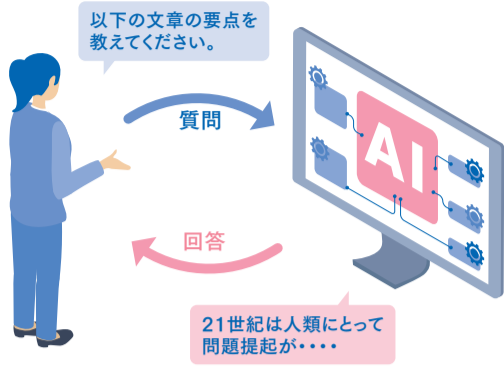 以下の文章の要点を
教えてください。
質問
AI
回答
21世紀は人類にとって
問題提起が・・・・